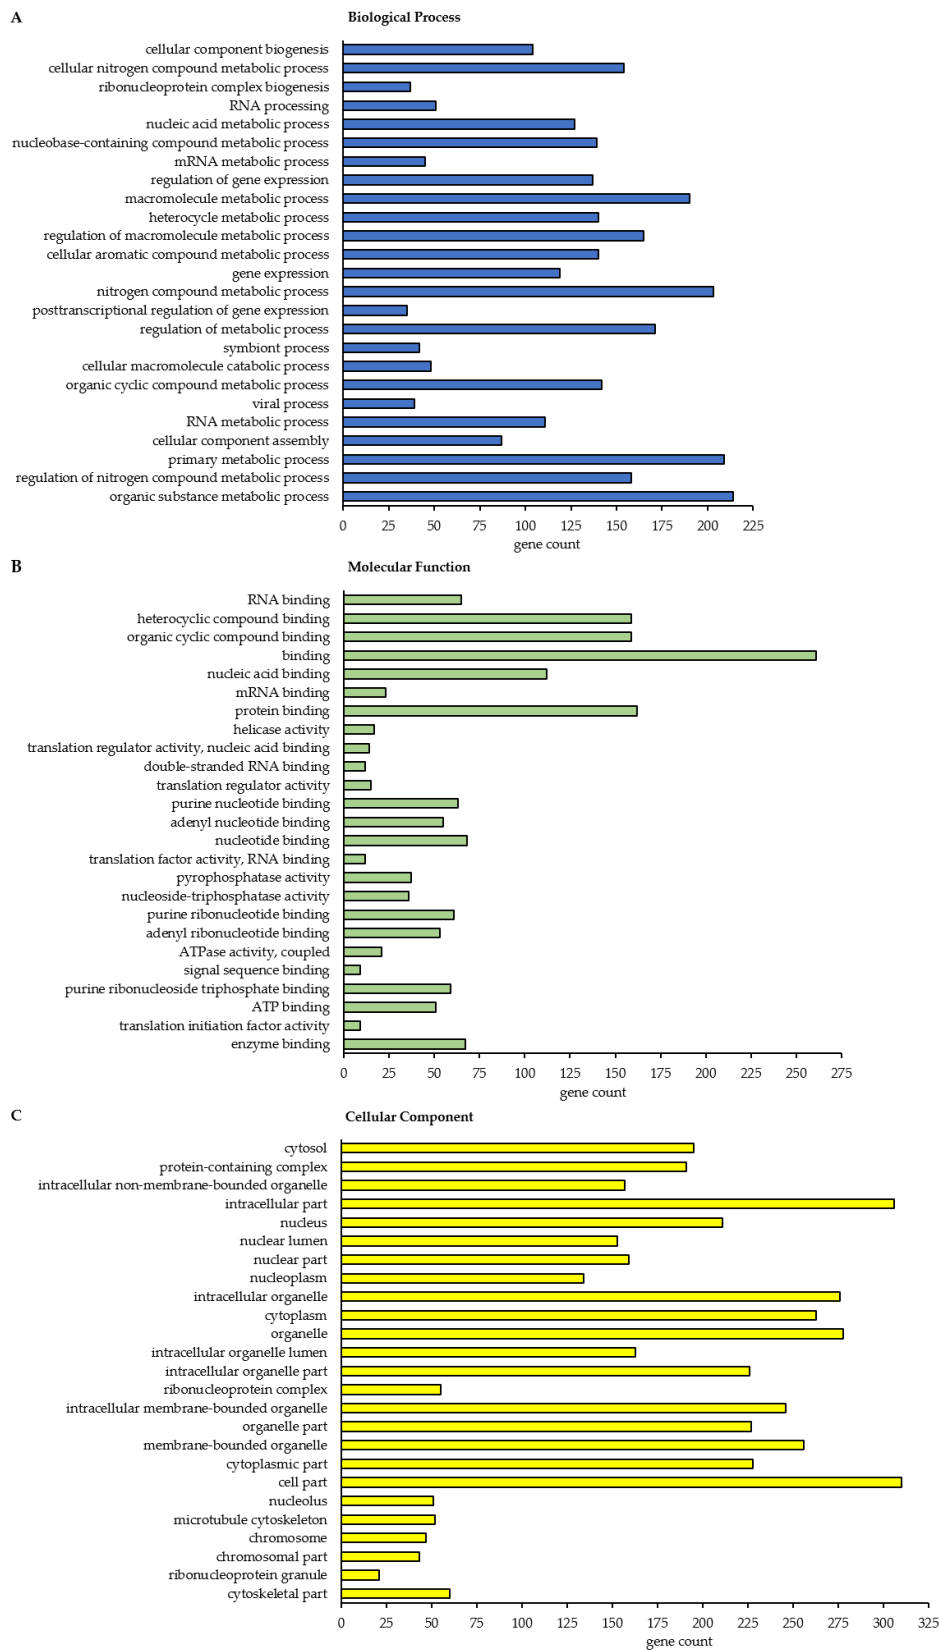 A
Biological Process
cellular component biogenesis
cellular nitrogen compound metabolic process
ribonucleoprotein complex biogenesis
RNA processing
nucleic acid metabolic process
nucleobase-containing compound metabolic process
mRNA metabolic process
regulation of gene expression
macromolecule metabolic process
heterocycle metabolic process
regulation of macromolecule metabolic process
cellular aromatic compound metabolic process
gene expression
nitrogen compound metabolic process
posttranscriptional regulation of gene expression
regulation of metabolic process
symbiont process
cellular macromolecule catabolic process
organic cyclic compound metabolic process
viral process
RNA metabolic process
cellular component assembly
primary metabolic process
regulation of nitrogen compound metabolic process
organic substance metabolic process
0 25 50 75 100 125 150 175 200 225
gene count
B
Molecular Function
RNA binding
heterocyclic compound binding
organic cyclic compound binding
binding
nucleic acid binding
mRNA binding
protein binding
helicase activity
translation regulator activity, nucleic acid binding
double-stranded RNA binding
translation regulator activity
purine nucleotide binding
adenyl nucleotide binding
nucleotide binding
translation factor activity, RNA binding
pyrophosphatase activity
nucleoside-triphosphatase activity
purine ribonucleotide binding
adenyl ribonucleotide binding
ATPase activity, coupled
signal sequence binding
purine ribonucleoside triphosphate binding
ATP binding
translation initiation factor activity
enzyme binding
0 25 50 75 100 125 150 175 200 225 250 275
gene count
C
Cellular Component
cytosol
protein-containing complex
intracellular non-membrane-bounded organelle
intracellular part
nucleus
nuclear lumen
nuclear part
nucleoplasm
intracellular organelle
cytoplasm
organelle
intracellular organelle lumen
intracellular organelle part
ribonucleoprotein complex
intracellular membrane-bounded organelle
organelle part
membrane-bounded organelle
cytoplasmic part
cell part
nucleolus
microtubule cytoskeleton
chromosome
chromosomal part
ribonucleoprotein granule
cytoskeletal part
0 25 50 75 100 125 150 175 200 225 250 275 300 325
gene count